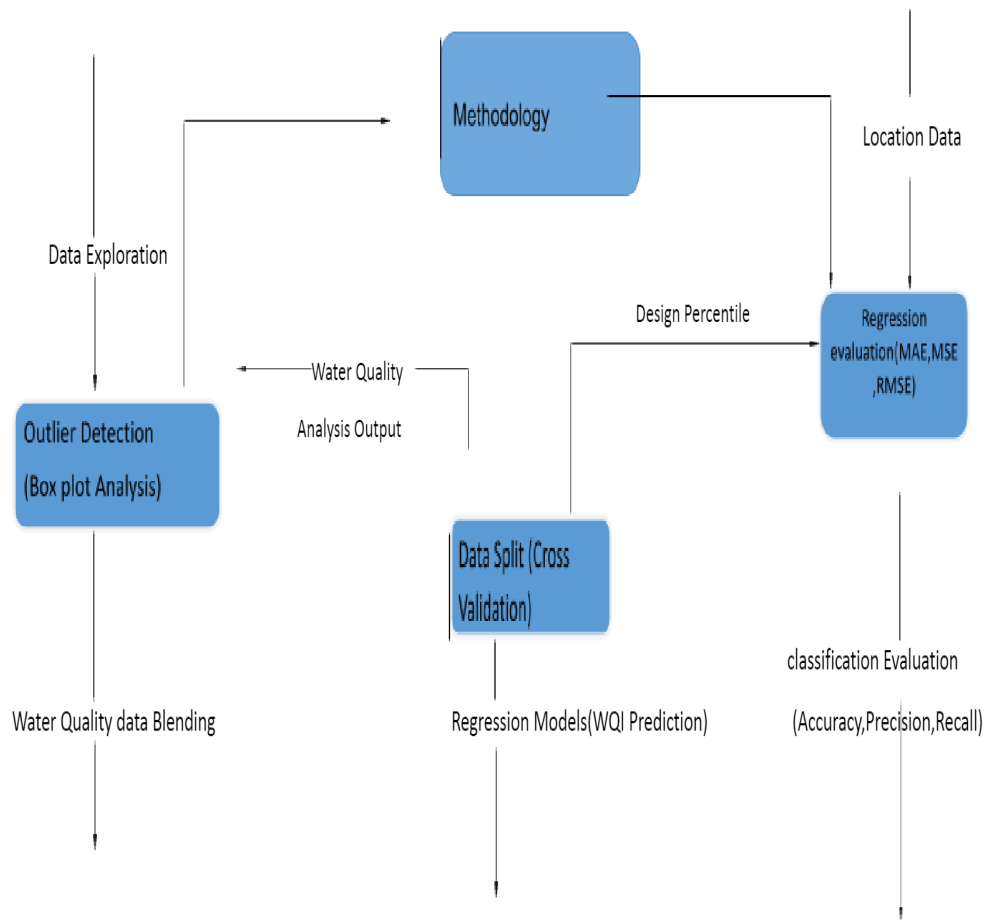 Methodology
Location Data
Data Exploration
Design Percentile
Regression
evaluation(MAE,MSE
,RMSE)
Water Quality
Analysis Output
Outlier Detection
(Box plot Analysis)
Data Split (Cross
Validation)
classification Evaluation
(Accuracy,Precision,Recall)
Water Quality data Blending
Regression Models(WQI Prediction)